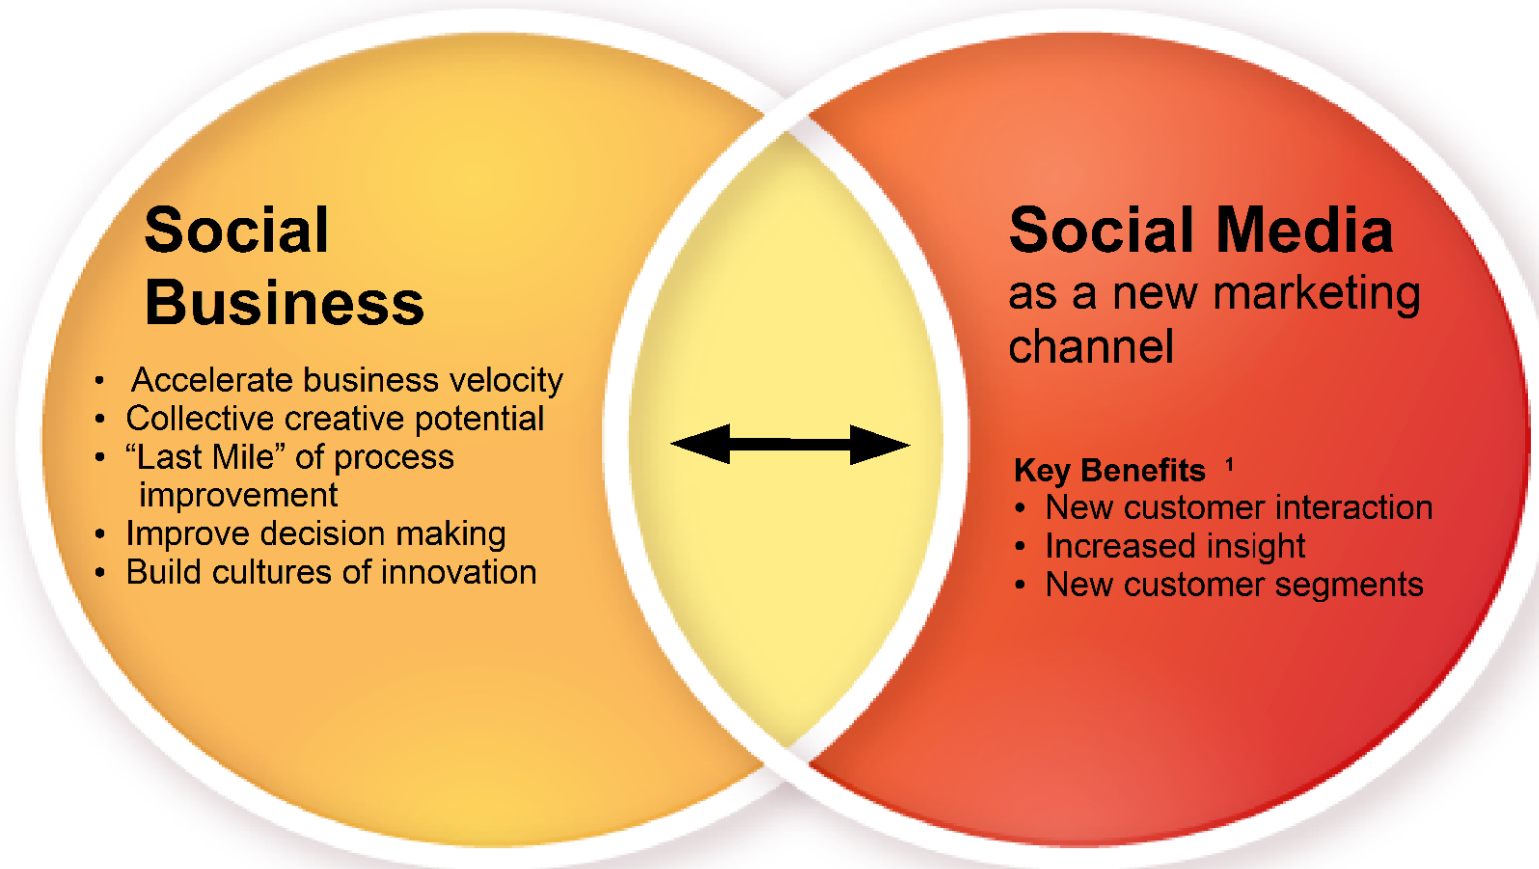 Social
Business
• Accelerate business velocity
• Collective creative potential
• “Last Mile” of process
improvement
• Improve decision making
• Build cultures of innovation
Social Media
as a new marketing
channel
Key Benefits ¹
• New customer interaction
• Increased insight
• New customer segments